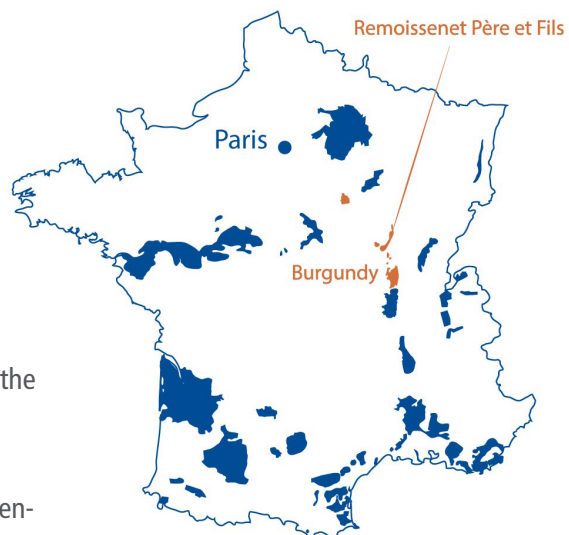 Remoissenet Père et Fils
Paris
Burgundy
the
en-